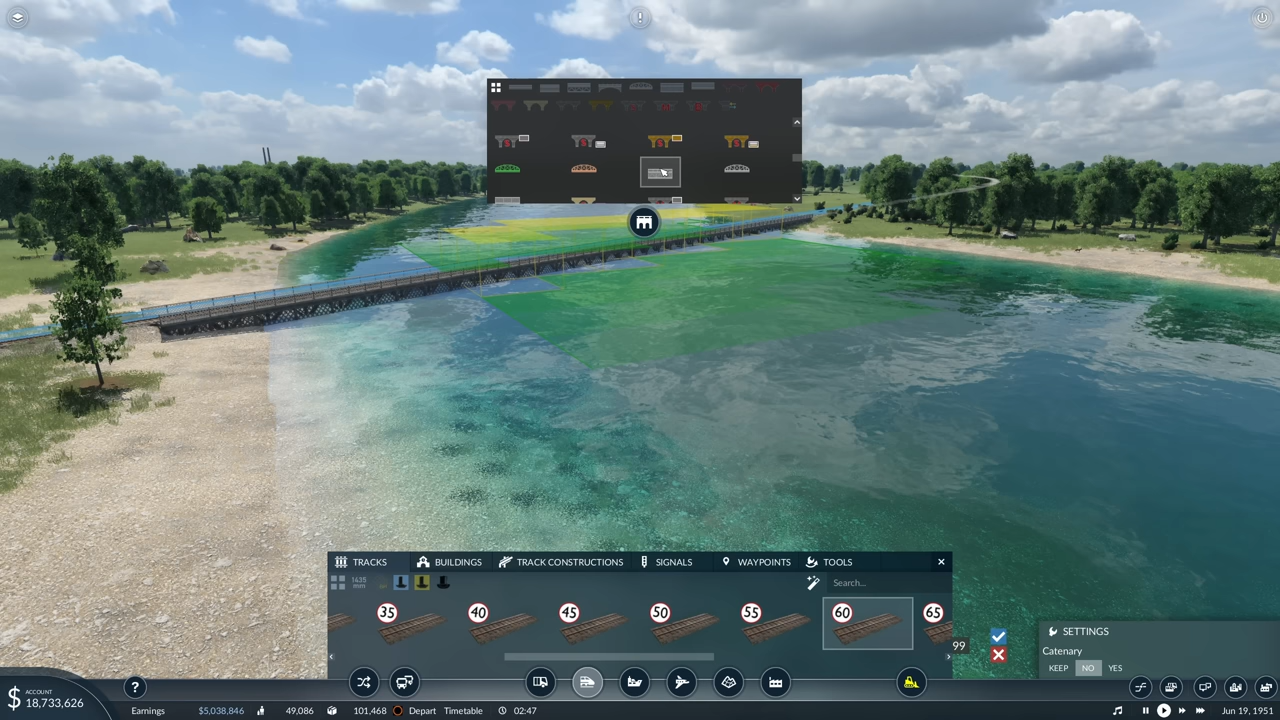 TRACKS BUILDINGS TRACK CONSTRUCTIONS SIGNALS WAYPOINTS TOOLS
1435 mm Search...
35 40 45 50 55 60 65
99
SETTINGS
Catenary
KEEP NO YES
$ ACCOUNT
18,733,626
?
Earnings $5,038,846 49,086 101,468 Depart Timetable 02:47 Jun 19, 1951